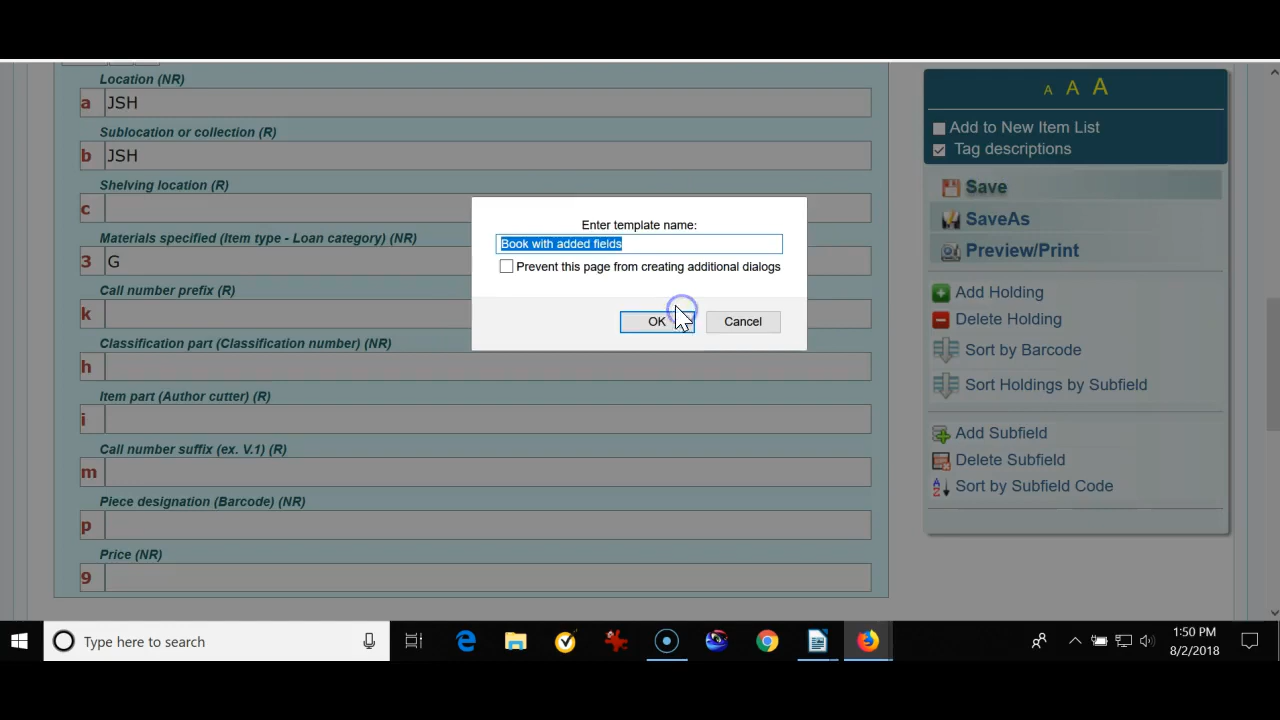 Location (NR)
a JSH
Sublocation or collection (R)
b JSH
Shelving location (R)
c
Materials specified (Item type - Loan category) (NR)
3 G
Call number prefix (R)
k
Classification part (Classification number) (NR)
h
Item part (Author cutter) (R)
i
Call number suffix (ex. V.1) (R)
m
Piece designation (Barcode) (NR)
p
Price (NR)
9
Enter template name:
Book with added fields
Prevent this page from creating additional dialogs
OK Cancel
A A A
Add to New Item List
Tag descriptions
Save
SaveAs
Preview/Print
Add Holding
Delete Holding
Sort by Barcode
Sort Holdings by Subfield
Add Subfield
Delete Subfield
Sort by Subfield Code
Type here to search
1:50 PM
8/2/2018